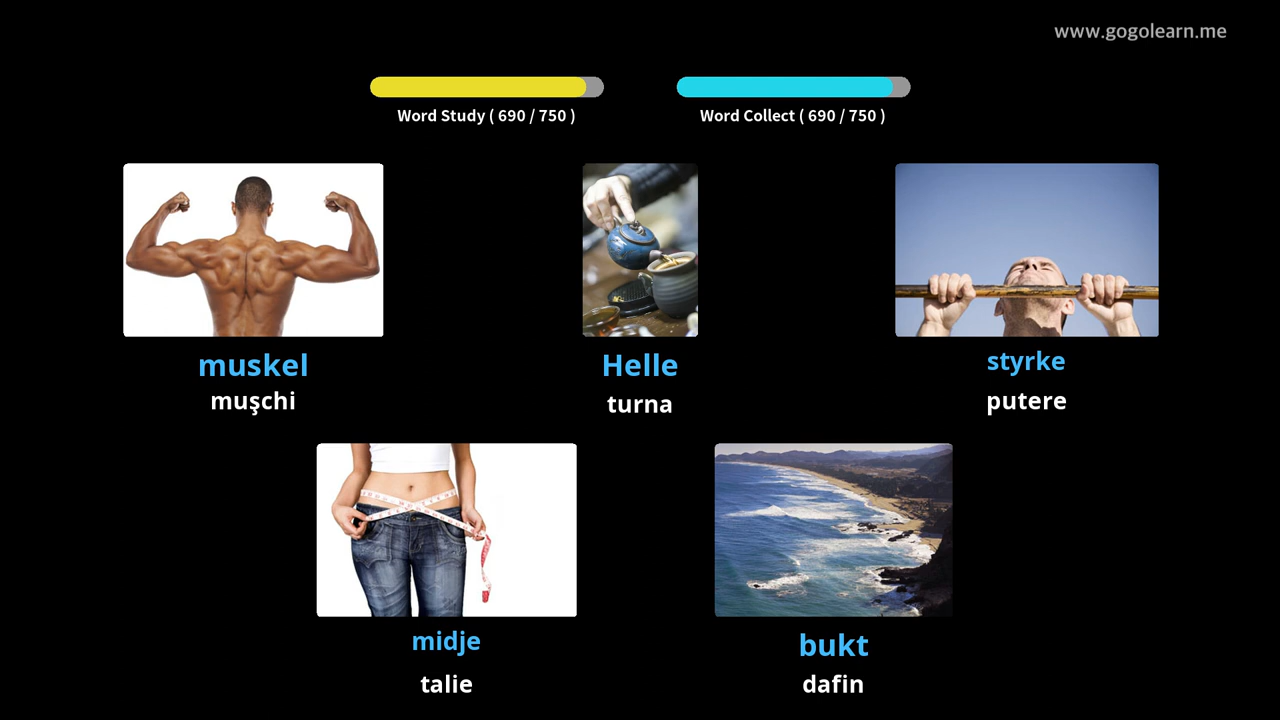 www.gogolearn.me
Word Study ( 690 / 750 )
Word Collect ( 690 / 750 )
muskel
Helle
styrke
muşchi
turna
putere
midje
bukt
talie
dafin